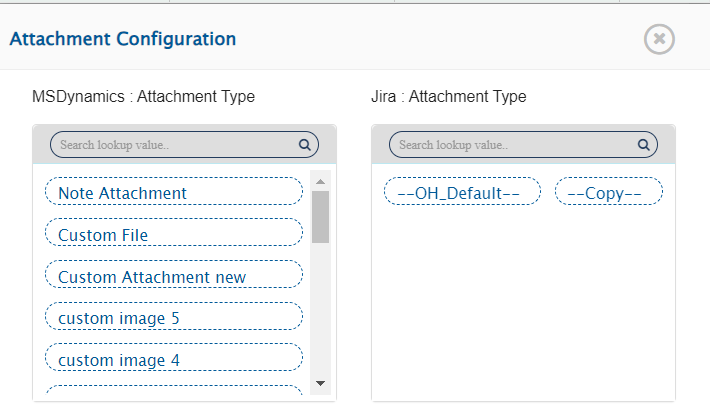 Attachment Configuration
MSDynamics : Attachment Type
Search lookup value..
Note Attachment
Custom File
Custom Attachment new
custom image 5
custom image 4
Jira : Attachment Type
Search lookup value..
--OH_Default-- --Copy--